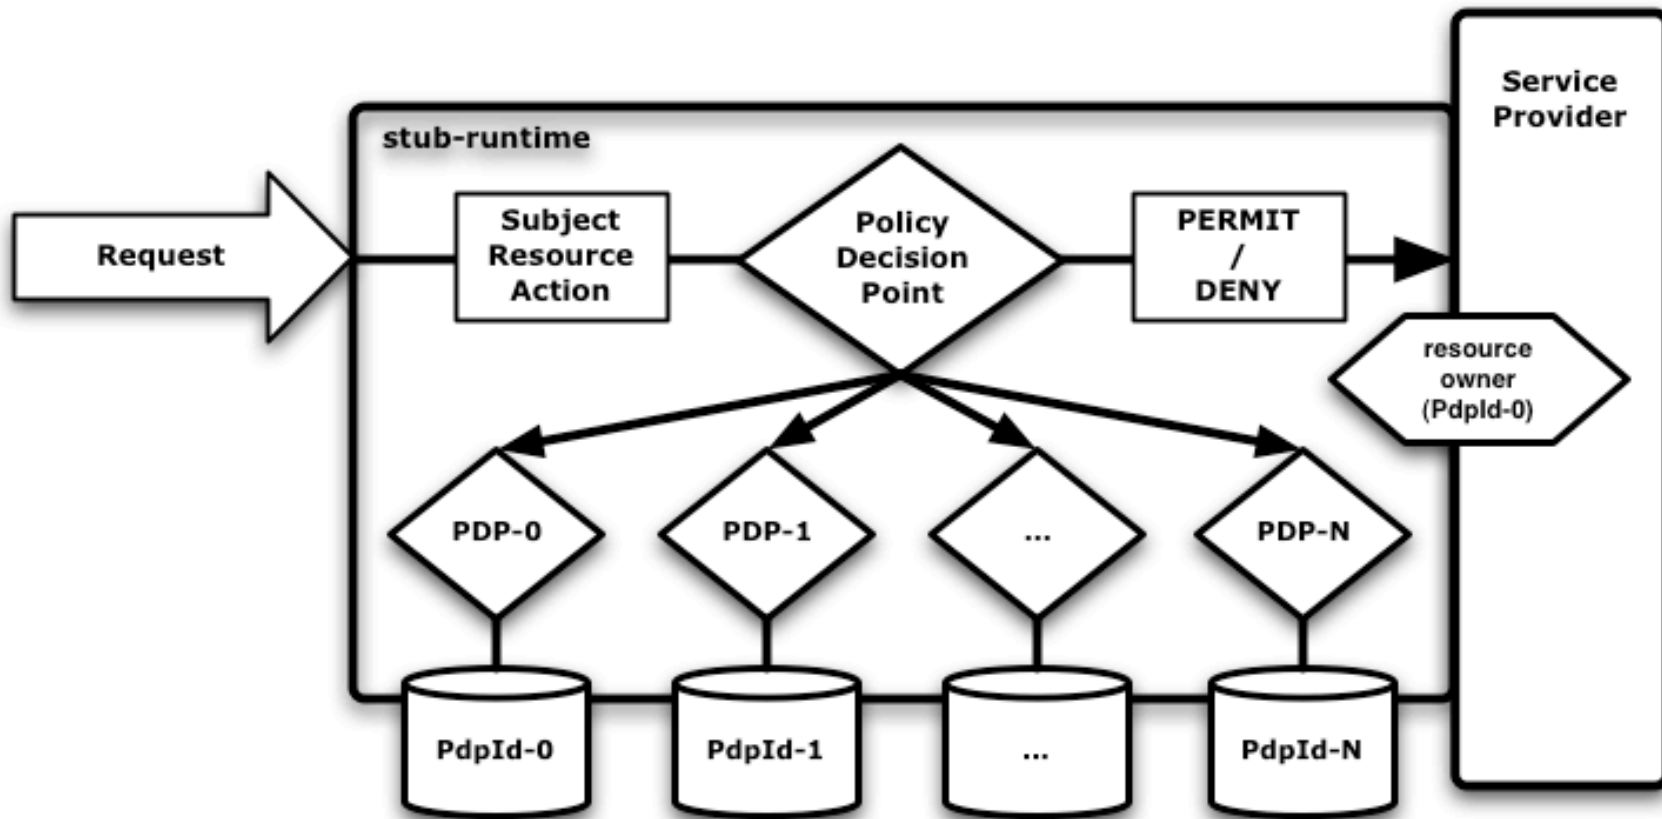 Service
Provider
stub-runtime
Request
Subject
Resource
Action
Policy
Decision
Point
PERMIT
/
DENY
resource
owner
(PdpId-0)
PDP-0
PDP-1
...
PDP-N
PdpId-0
PdpId-1
...
PdpId-N